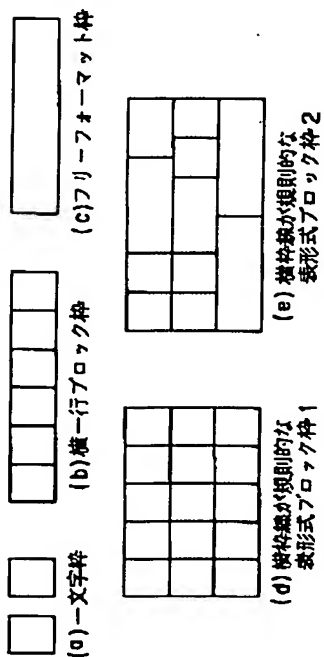 (a)一文字枠
(b)横一行ブロック枠
(c)フリーフォーマット枠
(d)横枠線が規則的な
表形式ブロック枠1
(e)横枠線が規則的な
表形式ブロック枠2